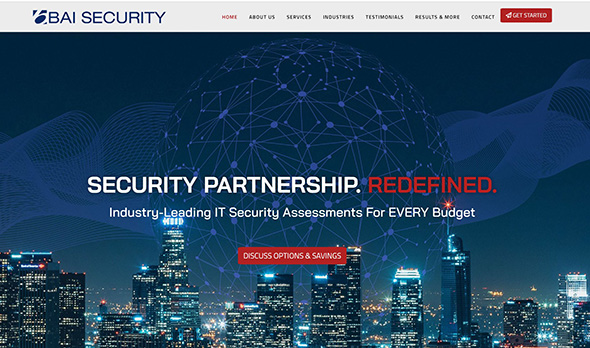 BAI SECURITY
HOME ABOUT US SERVICES INDUSTRIES TESTIMONIALS RESULTS & MORE CONTACT GET STARTED
SECURITY PARTNERSHIP. REDEFINED.
Industry-Leading IT Security Assessments For EVERY Budget
DISCUSS OPTIONS & SAVINGS